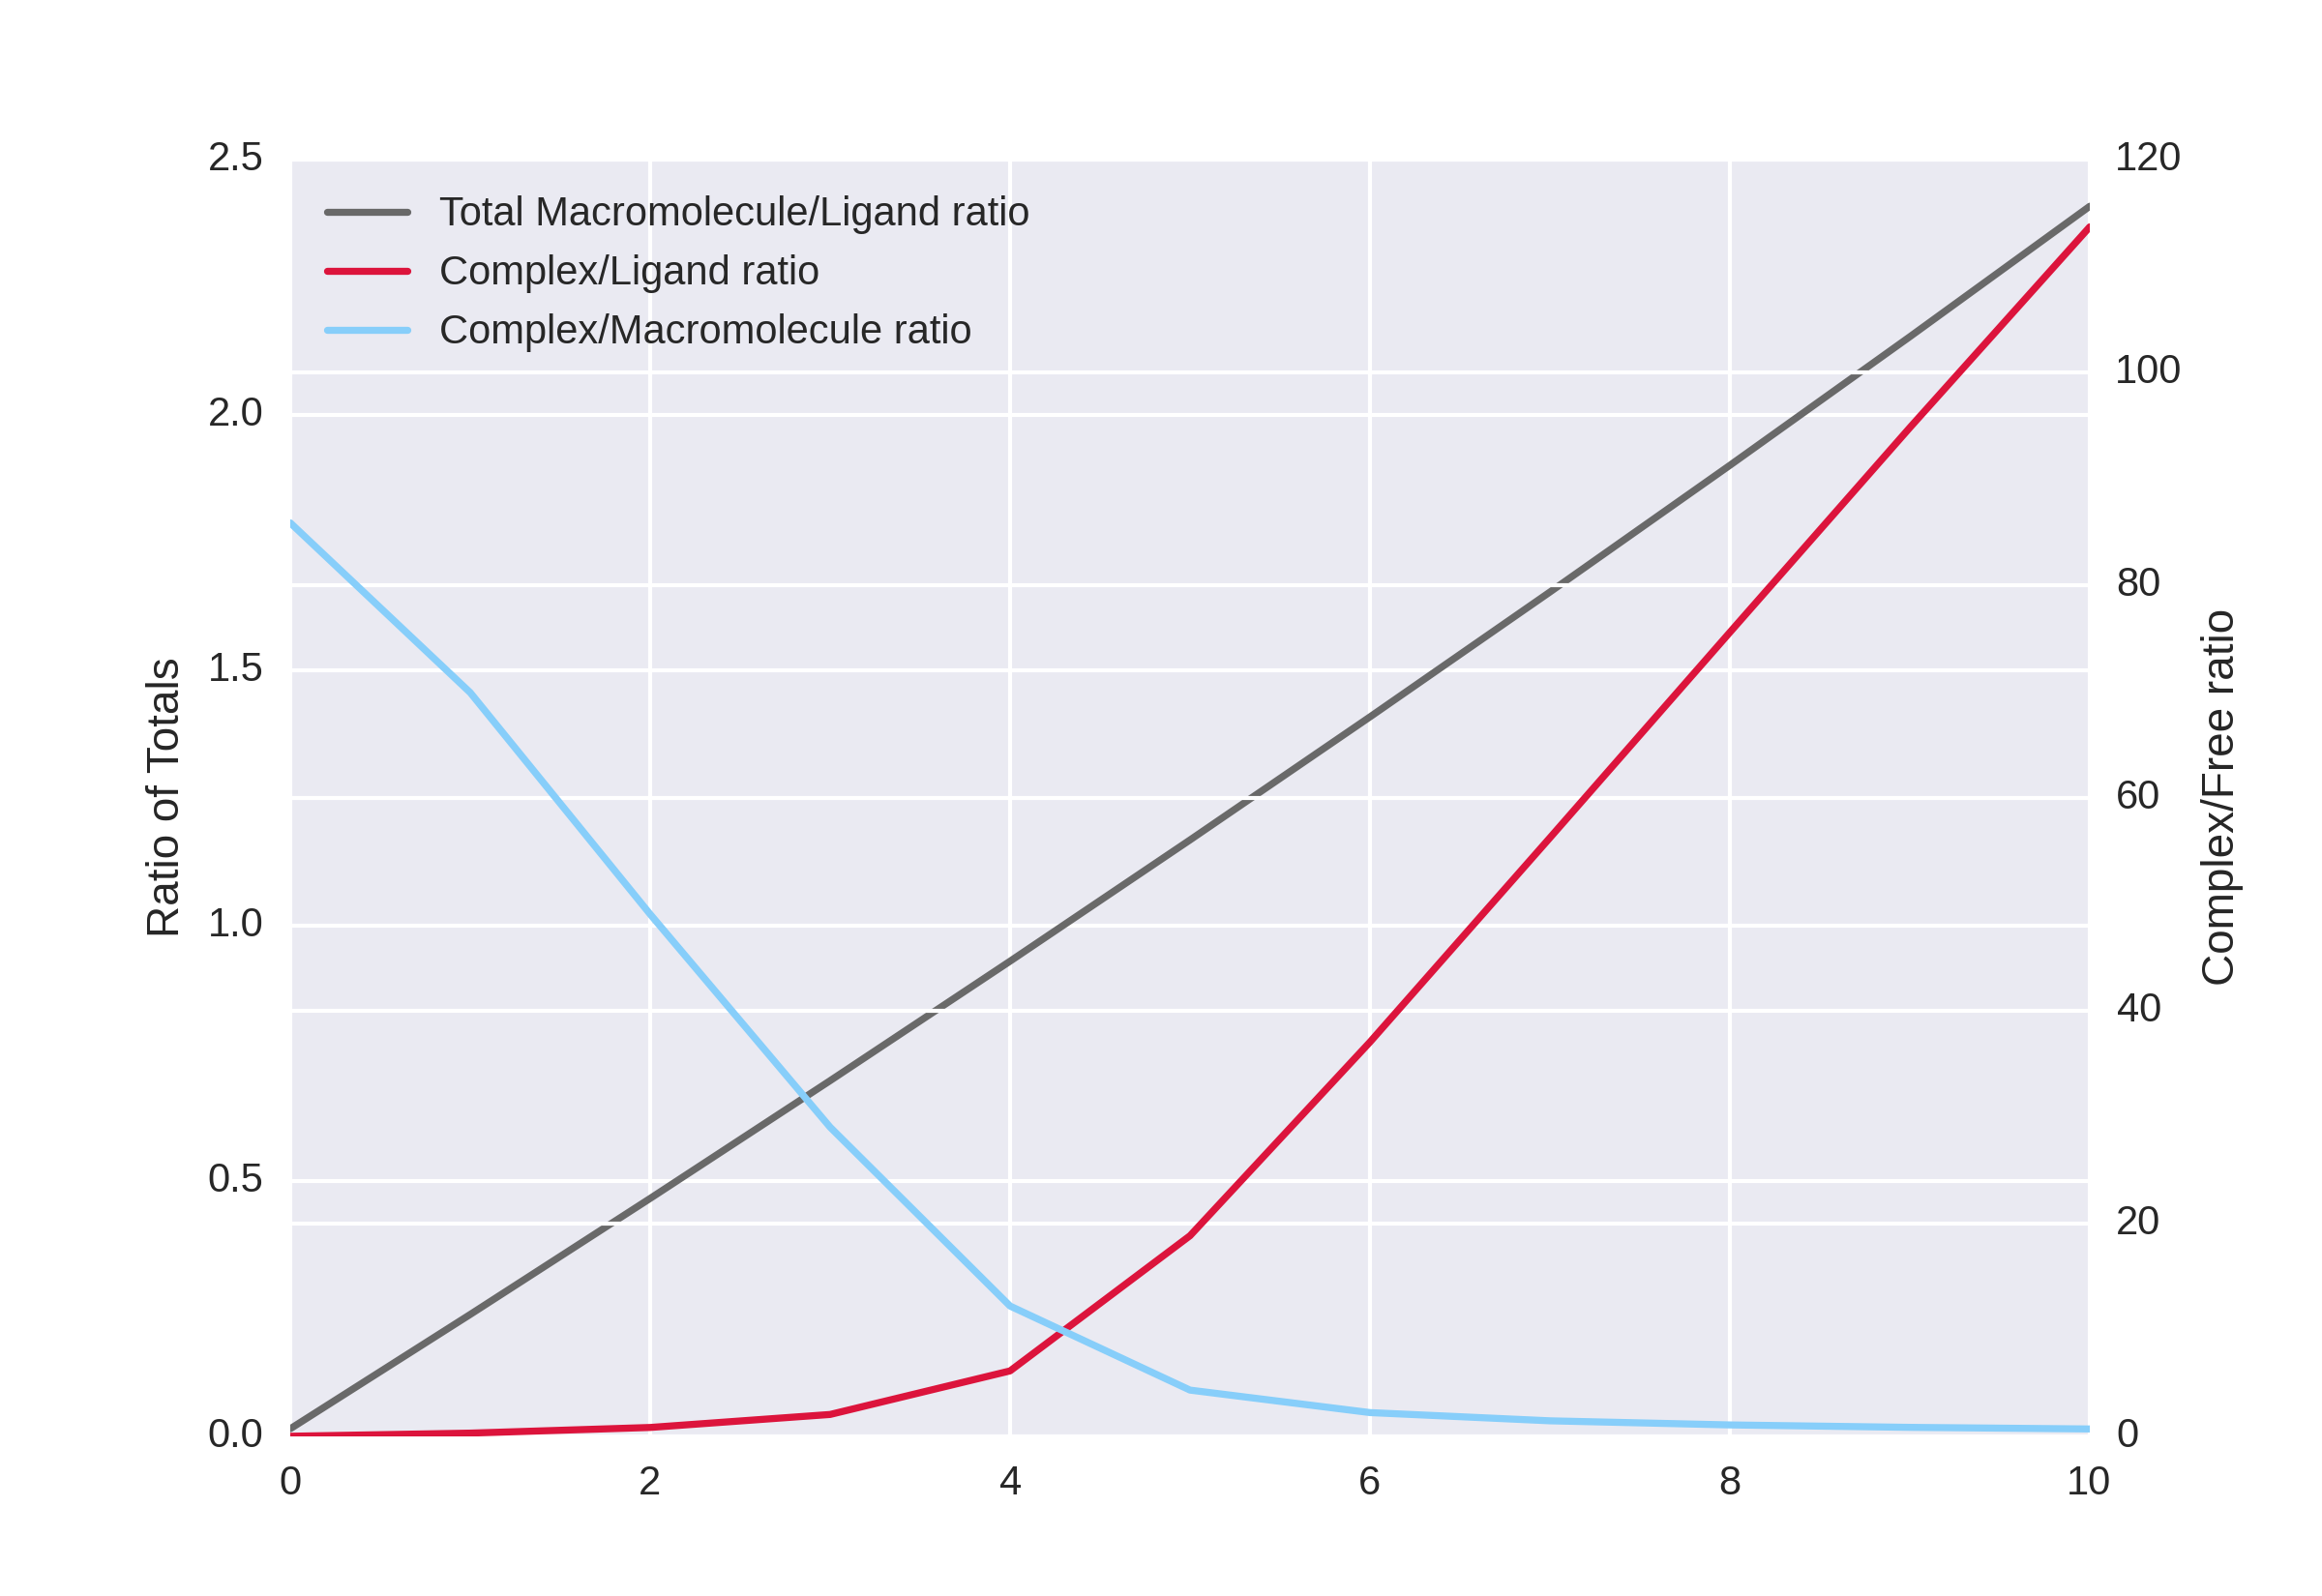 Total Macromolecule/Ligand ratio
Complex/Ligand ratio
Complex/Macromolecule ratio
Ratio of Totals
2.5
2.0
1.5
1.0
0.5
0.0
Complex/Free ratio
120
100
80
60
40
20
0
0 2 4 6 8 10